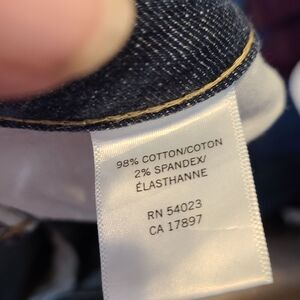 98% COTTON/COTON
2% SPANDEX/
ÉLASTHANNE
RN 54023
CA 17897